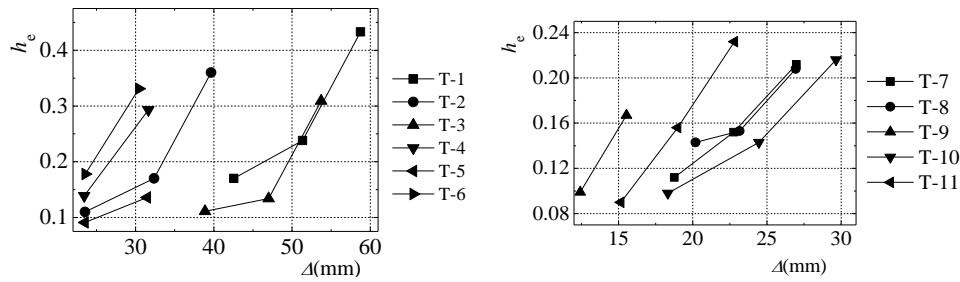 h_e
0.4
0.3
0.2
0.1
30
40
50
60
Δ(mm)
T-1
T-2
T-3
T-4
T-5
T-6
h_e
0.24
0.20
0.16
0.12
0.08
15
20
25
30
Δ(mm)
T-7
T-8
T-9
T-10
T-11